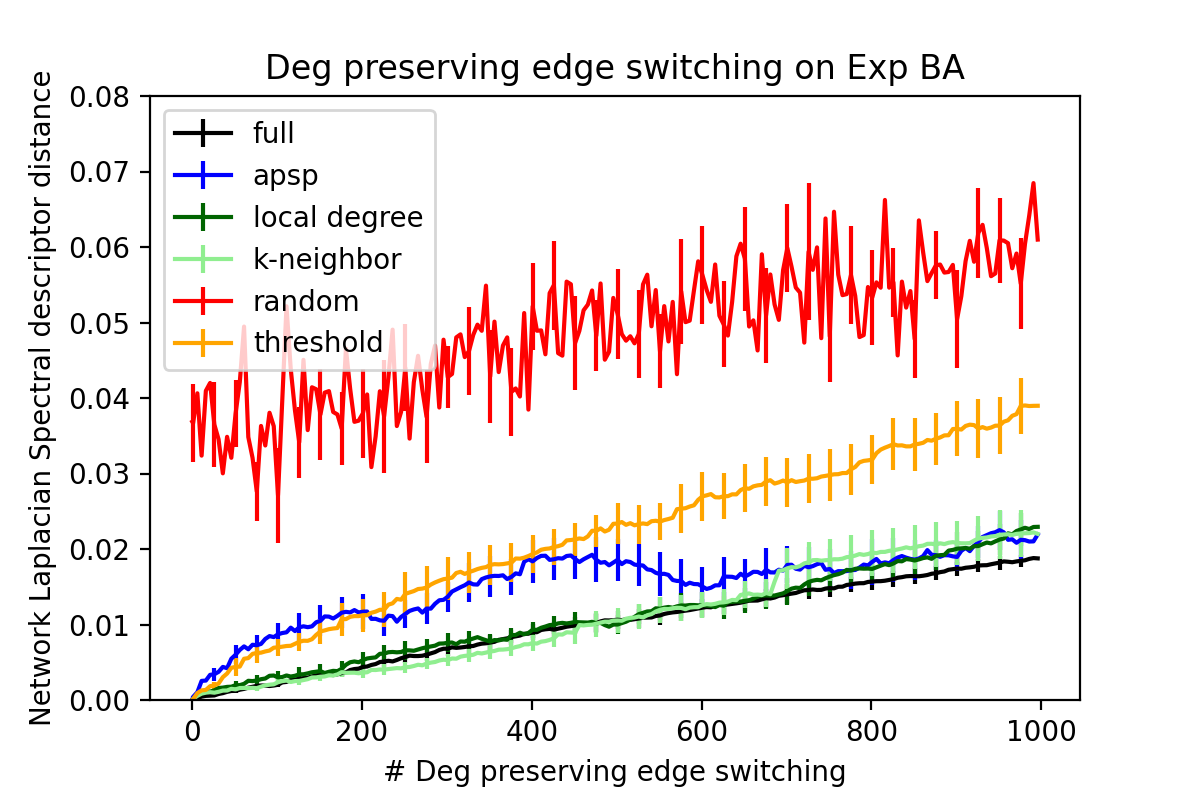 Deg preserving edge switching on Exp BA
Network Laplacian Spectral descriptor distance
0.08
0.07
0.06
0.05
0.04
0.03
0.02
0.01
0.00
full
apsp
local degree
k-neighbor
random
threshold
0 200 400 600 800 1000
# Deg preserving edge switching